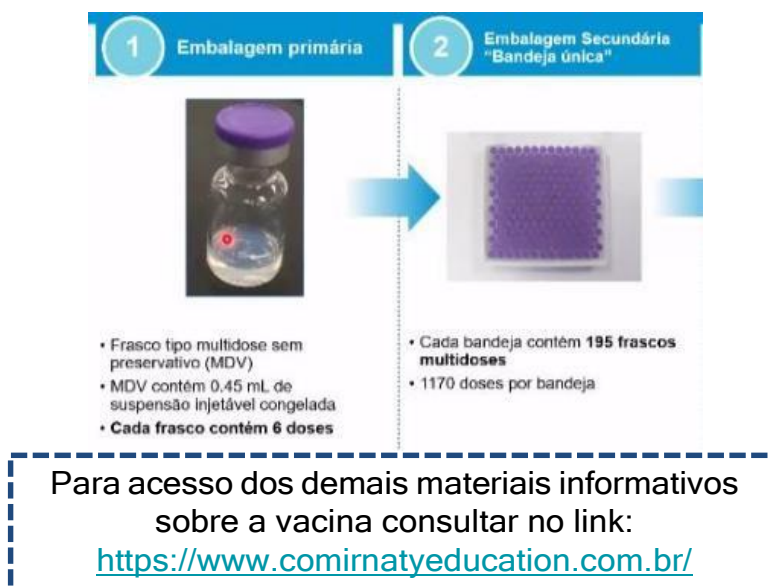 1
Embalagem primária
2
Embalagem Secundária
"Bandeja única"
• Frasco tipo multidose sem
preservativo (MDV)
• MDV contém 0.45 mL de
suspensão injetável congelada
• Cada frasco contém 6 doses
• Cada bandeja contém 195 frascos
multidoses
• 1170 doses por bandeja
Para acesso dos demais materiais informativos
sobre a vacina consultar no link:
https://www.comirnatyeducation.com.br/